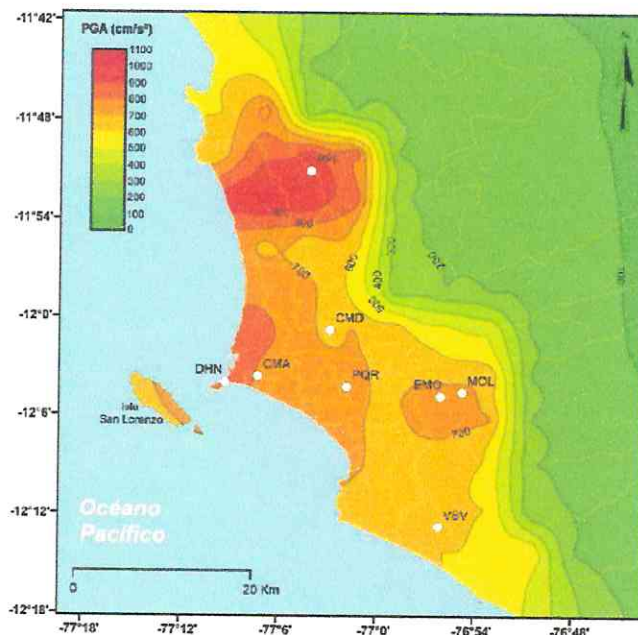 -11°42'
PGA (cm/s²)
1100
1000
900
800
700
600
500
400
300
200
100
0
-11°48'
-11°54'
-12°0'
-12°6'
-12°12'
-12°18'
700
600
400
200
CMD
DHN
CMA
PQR
EMO
MOL
700
VSV
Isla
San Lorenzo
Océano
Pacífico
0
20 Km
-77°18'
-77°12'
-77°6'
-77°0'
-76°54'
-76°48'